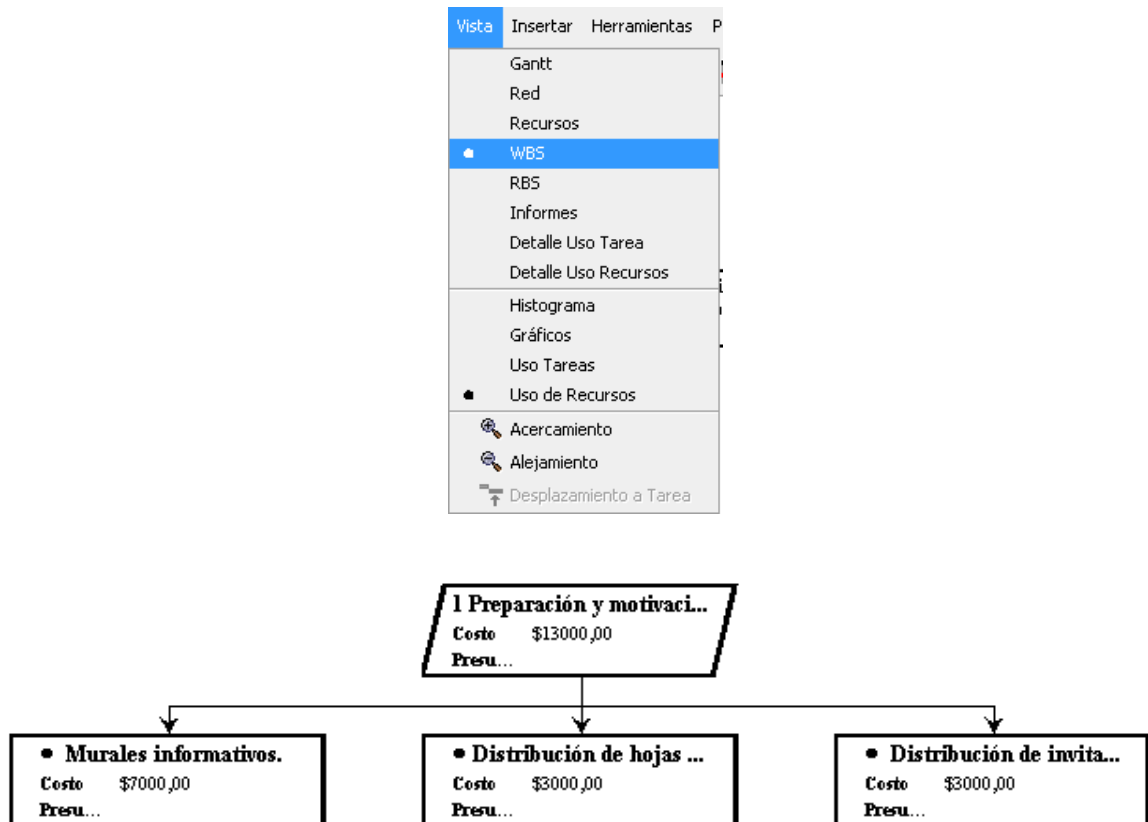 Vista Insertar Herramientas P
Gantt
Red
Recursos
WBS
RBS
Informes
Detalle Uso Tarea
Detalle Uso Recursos
Histograma
Gráficos
Uso Tareas
Uso de Recursos
Acercamiento
Alejamiento
Desplazamiento a Tarea
1 Preparación y motivaci...
Costo $13000,00
Presu...
• Murales informativos.
Costo $7000,00
Presu...
• Distribución de hojas ...
Costo $3000,00
Presu...
• Distribución de invita...
Costo $3000,00
Presu...